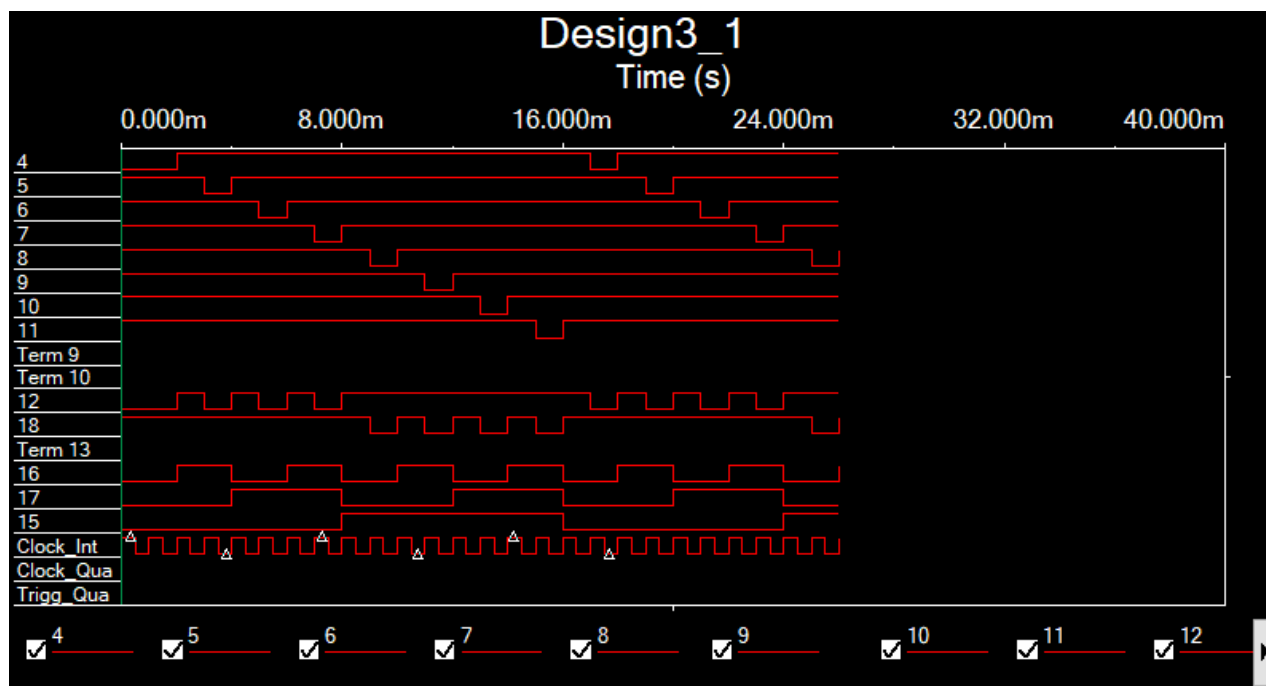 Design3_1
Time (s)
0.000m 8.000m 16.000m 24.000m 32.000m 40.000m
4
5
6
7
8
9
10
11
Term 9
Term 10
12
18
Term 13
16
17
15
Clock_Int
Clock_Qua
Trigg_Qua
4 5 6 7 8 9 10 11 12